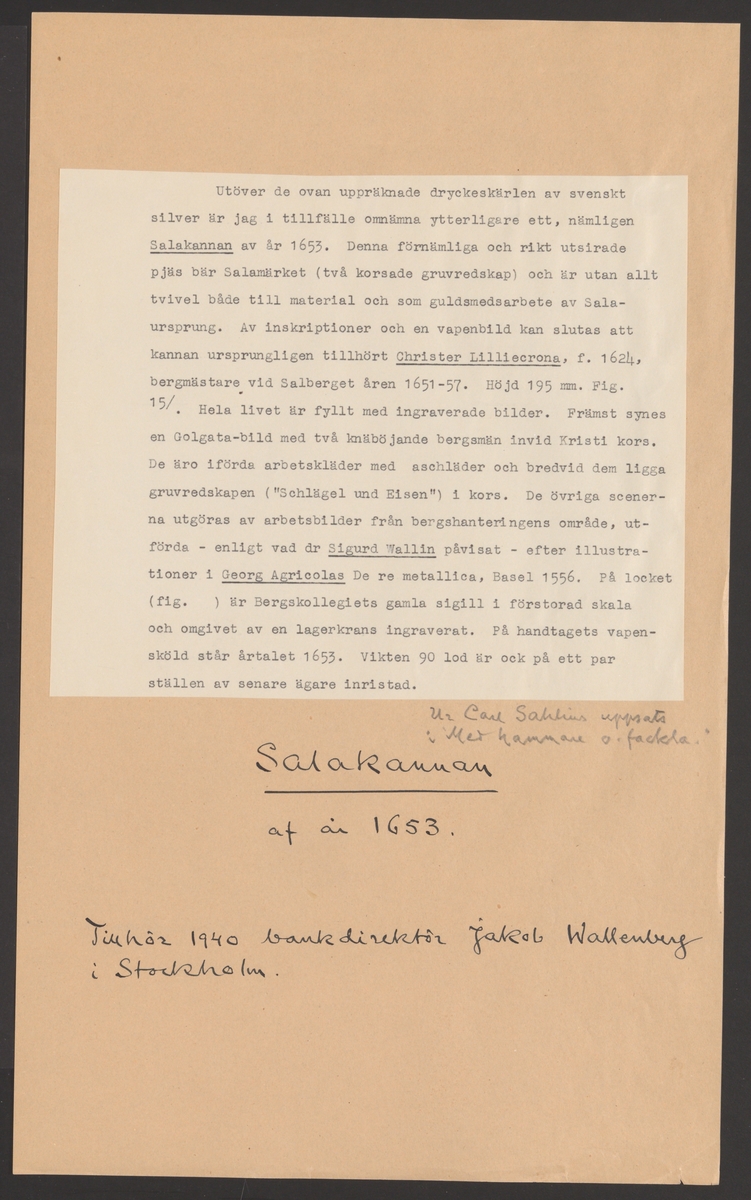 Utöver de ovan uppräknade dryckeskärlen av svenskt
silver är jag i tillfälle omnämna ytterligare ett, nämligen
Salakannan av år 1653. Denna förnämliga och rikt utsirade
pjäs bär Salamärket (två korsade gruvredskap) och är utan allt
tvivel både till material och som guldsmedsarbete av Sala-
ursprung. Av inskriptioner och en vapenbild kan slutas att
kannan ursprungligen tillhört Christer Lilliecrona, f. 1624,
bergmästare vid Salberget åren 1651-57. Höjd 195 mm. Fig.
15/. Hela livet är fyllt med ingraverade bilder. Främst synes
en Golgata-bild med två knäböjande bergsmän invid Kristi kors.
De äro iförda arbetskläder med aschläder och bredvid dem ligga
gruvredskapen ("Schlägel und Eisen") i kors. De övriga scener-
na utgöras av arbetsbilder från bergshanteringens område, ut-
förda - enligt vad dr Sigurd Wallin påvisat - efter illustra-
tioner i Georg Agricolas De re metallica, Basel 1556. På locket
(fig. ) är Bergskollegiets gamla sigill i förstorad skala
och omgivet av en lagerkrans ingraverat. På handtagets vapen-
sköld står årtalet 1653. Vikten 90 lod är ock på ett par
ställen av senare ägare inristad.
Ur Carl Sahlins uppsats
i "Med hammare o. fackla."
Salakannan
af år 1653.
Tillhör 1940 bankdirektör Jakob Wallenberg
i Stockholm.